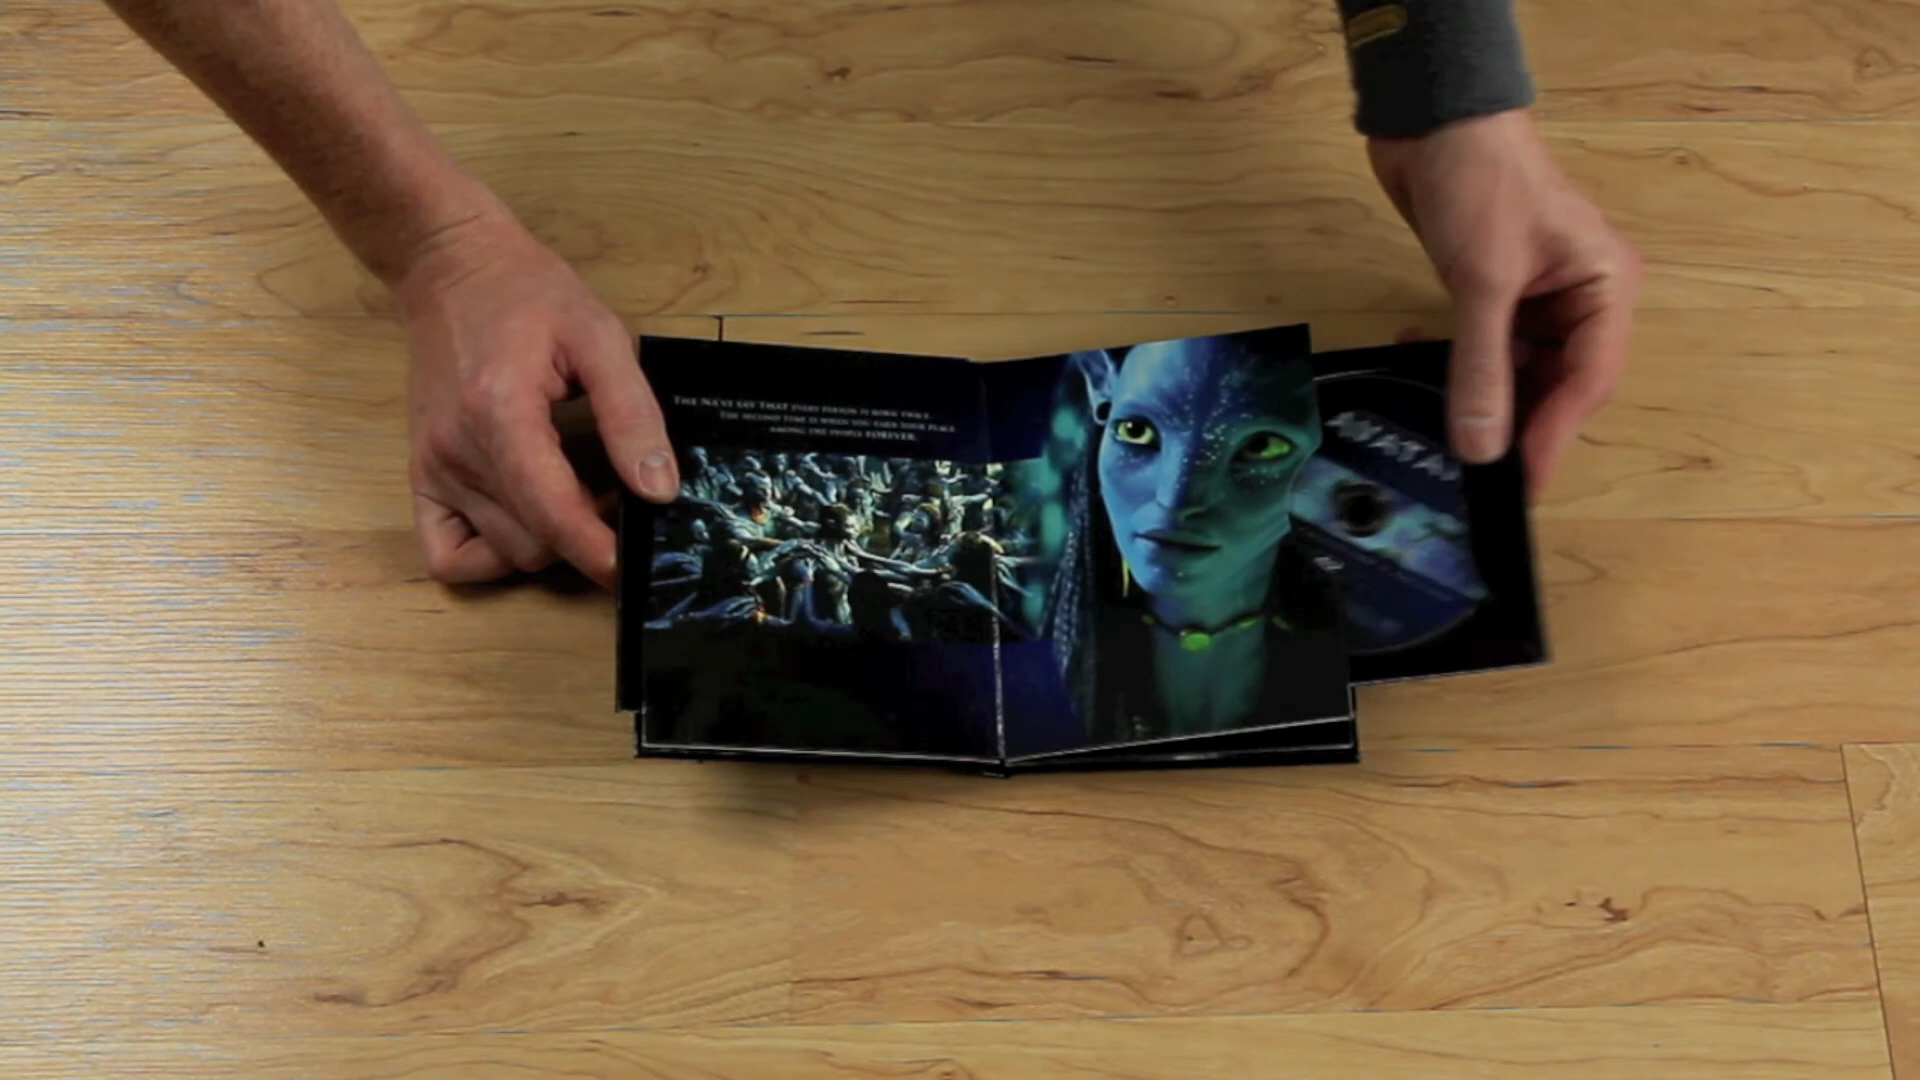 THE NA'VI SAY THAT EVERY PERSON IS BORN TWICE...
THE SECOND TIME IS WHEN YOU EARN YOUR PLACE
AMONG THE PEOPLE FOREVER.
AVATAR